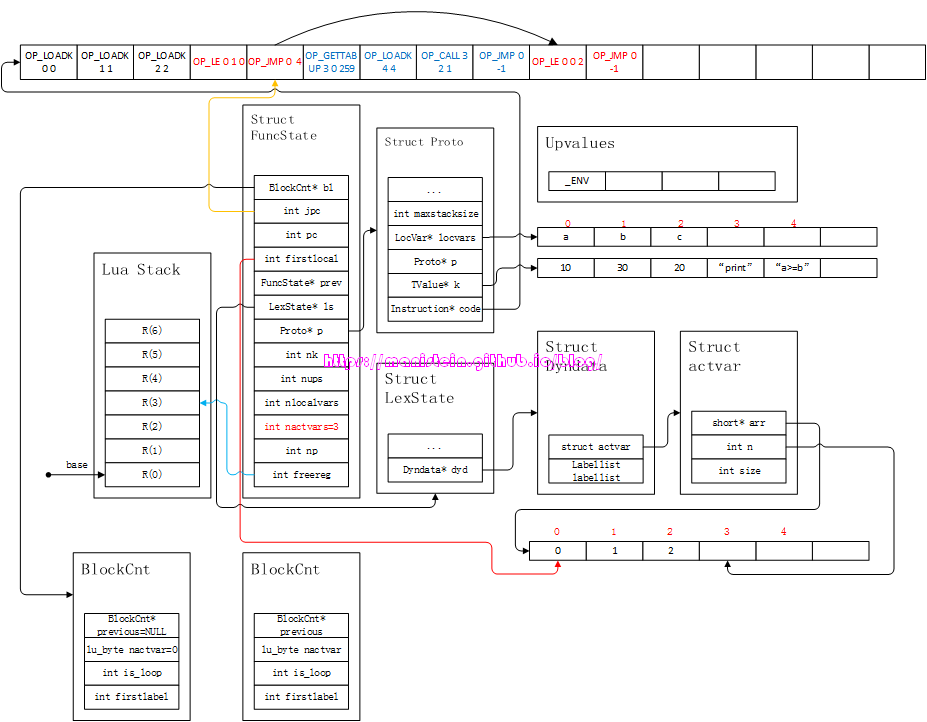 OP_LOADK
0 0
OP_LOADK
1 1
OP_LOADK
2 2
OP_LE 0 1 0
OP_JMP 0 4
OP_GETTAB
UP 3 0 259
OP_LOADK
4 4
OP_CALL 3
2 1
OP_JMP 0
-1
OP_LE 0 0 2
OP_JMP 0
-1
Struct
FuncState
BlockCnt* bl
int jpc
int pc
int firstlocal
FuncState* prev
LexState* ls
Proto* p
int nk
int nups
int nlocalvars
int nactvars=3
int np
int freereg
Struct Proto
...
int maxstacksize
LocVar* locvars
Proto* p
TValue* k
Instruction* code
Upvalues
_ENV
0 1 2 3 4
a b c
10 30 20 “print” “a>=b”
Lua Stack
R(6)
R(5)
R(4)
R(3)
R(2)
R(1)
R(0)
base
Struct
LexState
...
Dyndata* dyd
Struct
Dyndata
struct actvar
Labellist
labellist
Struct
actvar
short* arr
int n
int size
0 1 2 3 4
0 1 2
BlockCnt
BlockCnt*
previous=NULL
lu_byte nactvar=0
int is_loop
int firstlabel
BlockCnt
BlockCnt*
previous
lu_byte nactvar
int is_loop
int firstlabel